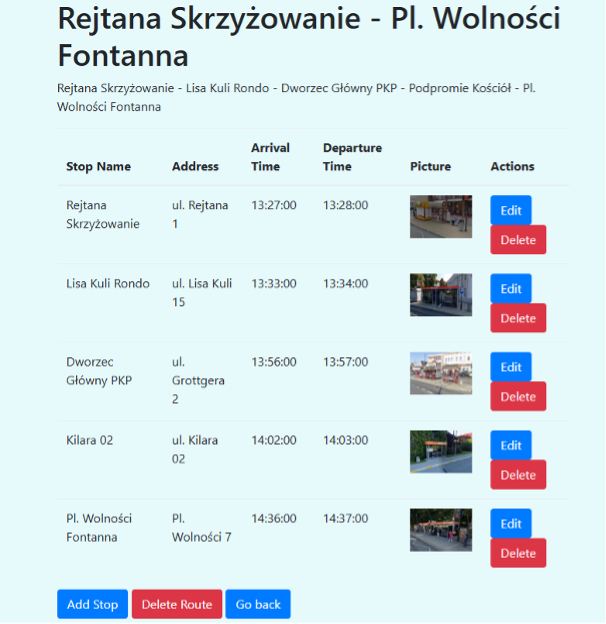 Rejtana Skrzyżowanie - Pl. Wolności
Fontanna
Rejtana Skrzyżowanie - Lisa Kuli Rondo - Dworzec Główny PKP - Podpromie Kościół - Pl.
Wolności Fontanna
Stop Name Address Arrival Time Departure Time Picture Actions
Rejtana Skrzyżowanie ul. Rejtana 1 13:27:00 13:28:00 Edit
Delete
Lisa Kuli Rondo ul. Lisa Kuli 15 13:33:00 13:34:00 Edit
Delete
Dworzec Główny PKP ul. Grottgera 2 13:56:00 13:57:00 Edit
Delete
Kilara 02 ul. Kilara 02 14:02:00 14:03:00 Edit
Delete
Pl. Wolności Fontanna Pl. Wolności 7 14:36:00 14:37:00 Edit
Delete
Add Stop Delete Route Go back